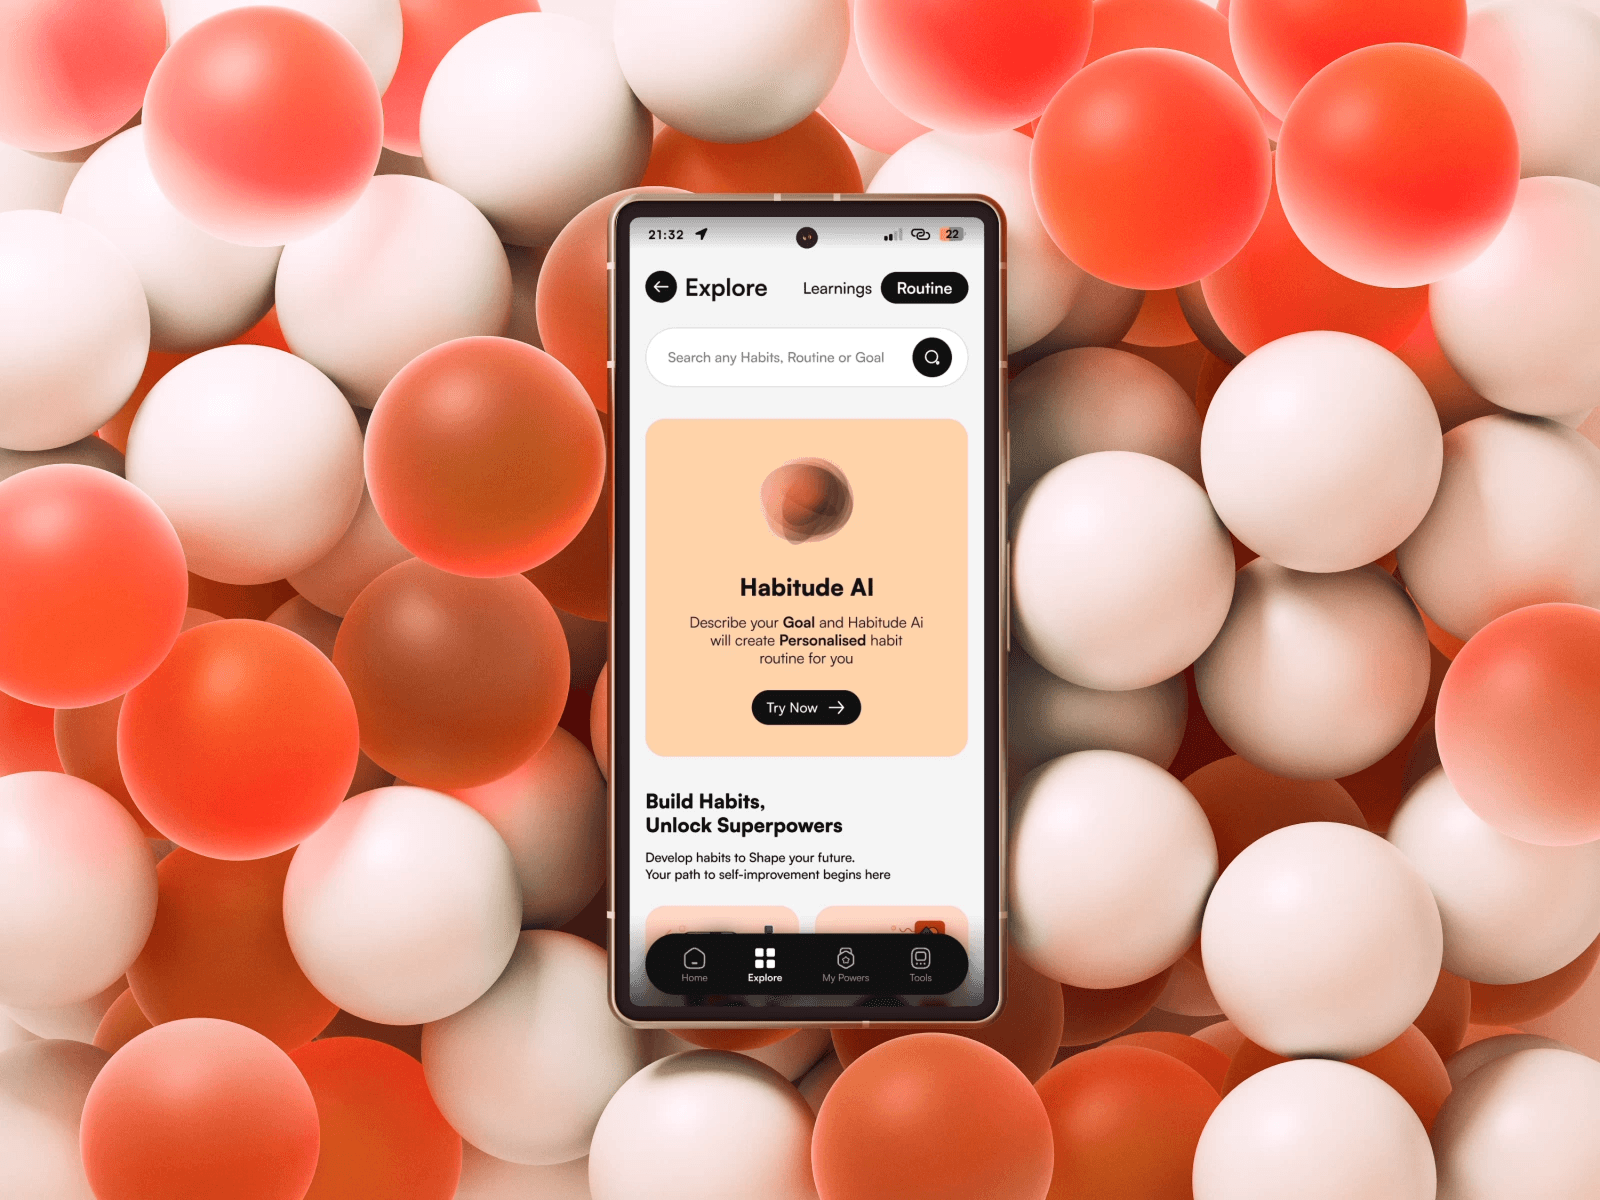 21:32
22
Explore
Learnings
Routine
Search any Habits, Routine or Goal
Habitude AI
Describe your Goal and Habitude Ai
will create Personalised habit
routine for you
Try Now
Build Habits,
Unlock Superpowers
Develop habits to Shape your future.
Your path to self-improvement begins here
Home
Explore
My Powers
Tools